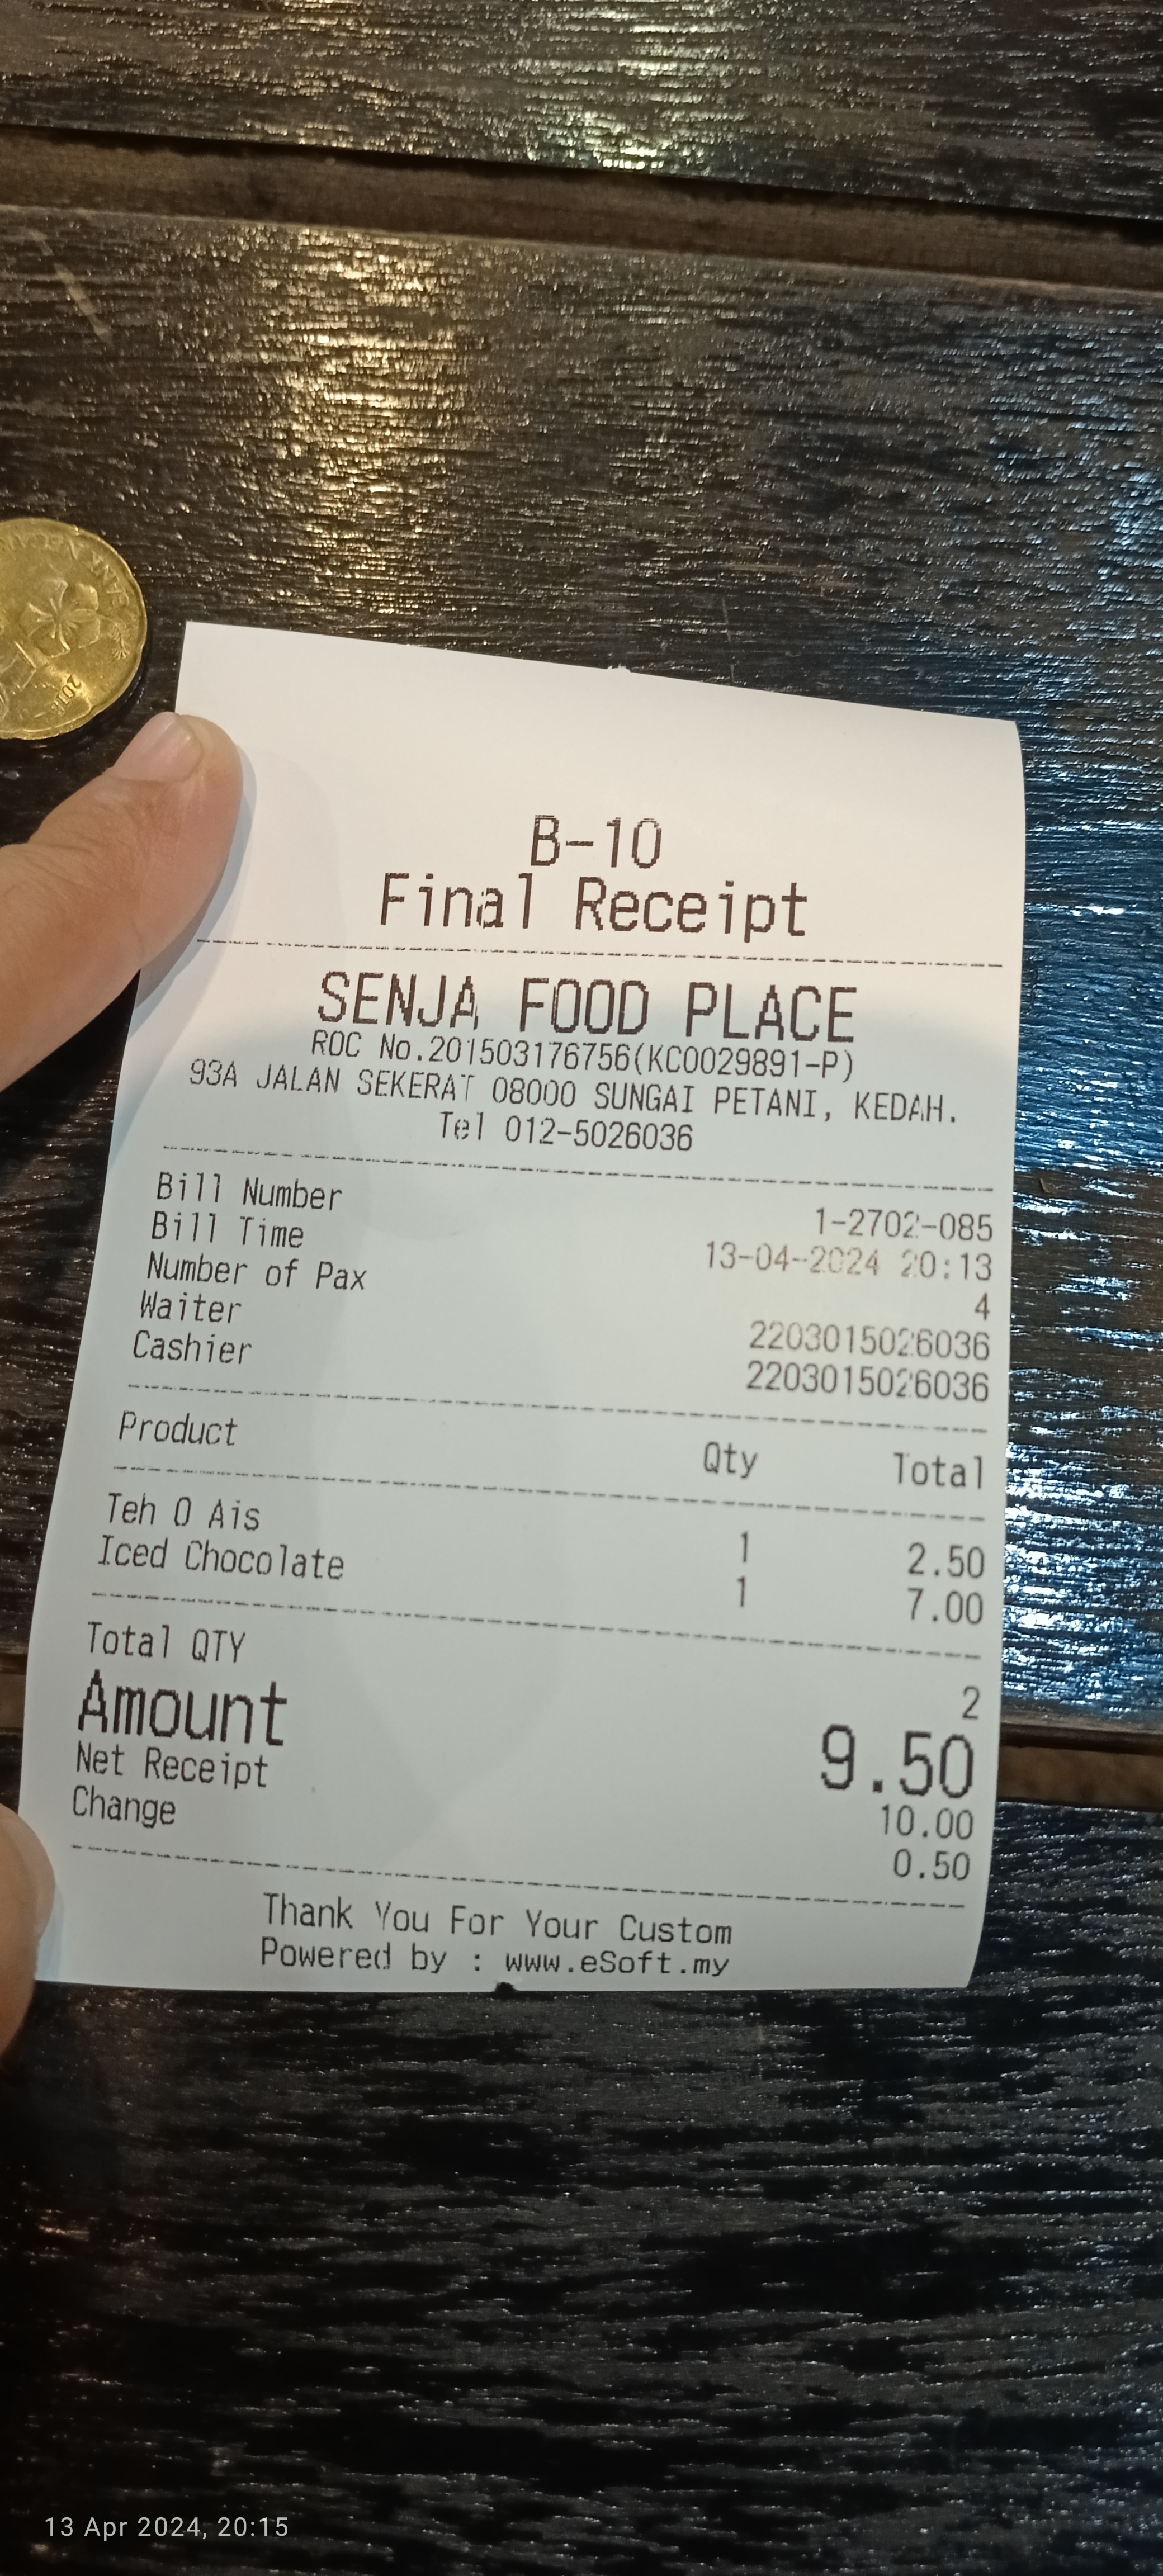 2016
B-10
Final Receipt
SENJA FOOD PLACE
ROC No.201503176756(KC0029891-P)
93A JALAN SEKERAT 08000 SUNGAI PETANI, KEDAH.
Tel 012-5026036
Bill Number 1-2702-085
Bill Time 13-04-2024 20:13
Number of Pax 4
Waiter 2203015026036
Cashier 2203015026036
Product Qty Total
Teh O Ais 1 2.50
Iced Chocolate 1 7.00
Total QTY 2
Amount 9.50
Net Receipt 10.00
Change 0.50
Thank You For Your Custom
Powered by : www.eSoft.my
13 Apr 2024, 20:15